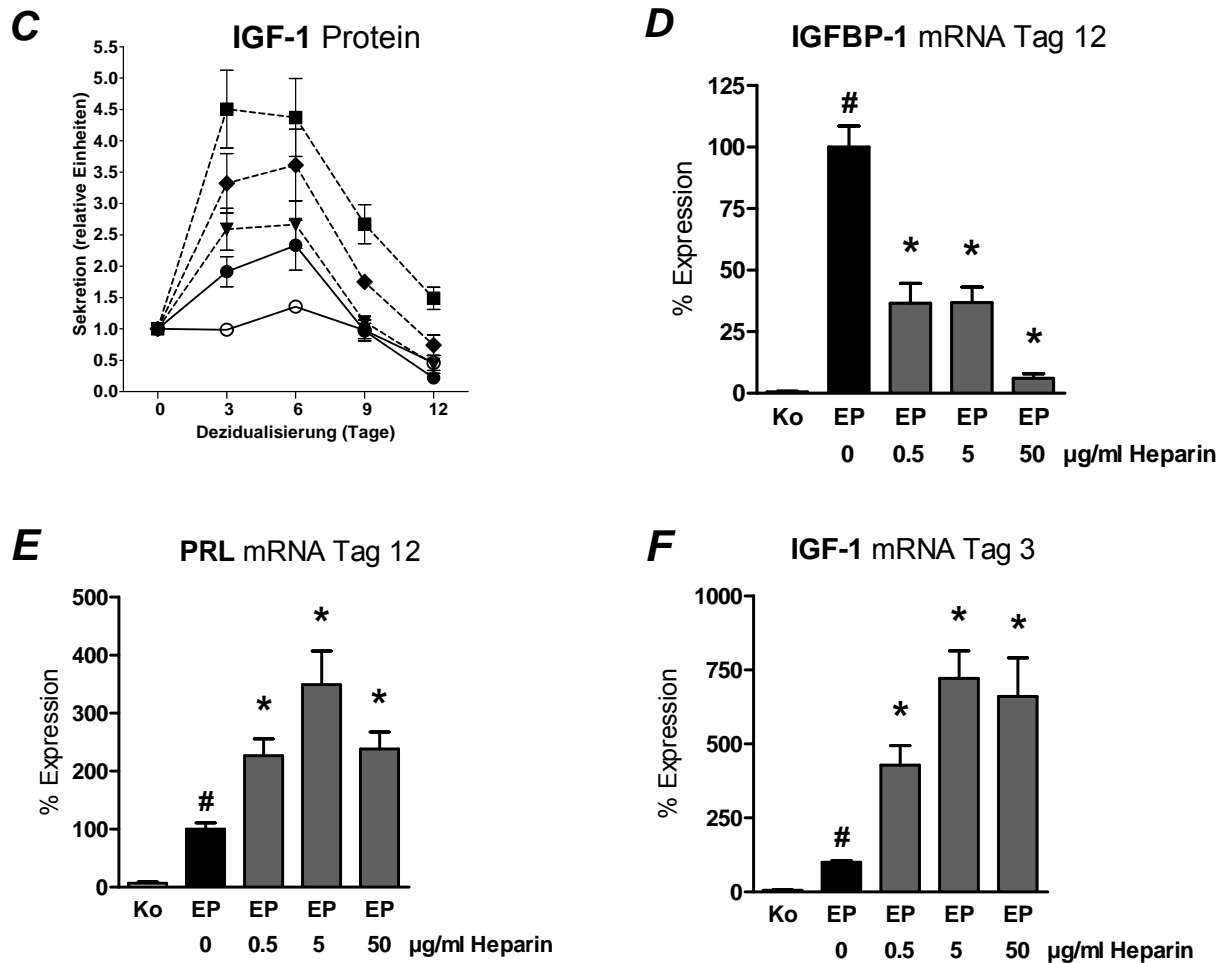 C
IGF-1 Protein
Sekretion (relative Einheiten)
5.5
5.0
4.5
4.0
3.5
3.0
2.5
2.0
1.5
1.0
0.5
0.0
0 3 6 9 12
Dezidualisierung (Tage)
D
IGFBP-1 mRNA Tag 12
% Expression
125
100
75
50
25
0
#
* * *
Ko EP EP EP EP
0 0.5 5 50 µg/ml Heparin
E
PRL mRNA Tag 12
% Expression
500
400
300
200
100
0
#
* * *
Ko EP EP EP EP
0 0.5 5 50 µg/ml Heparin
F
IGF-1 mRNA Tag 3
% Expression
1000
750
500
250
0
#
* * *
Ko EP EP EP EP
0 0.5 5 50 µg/ml Heparin